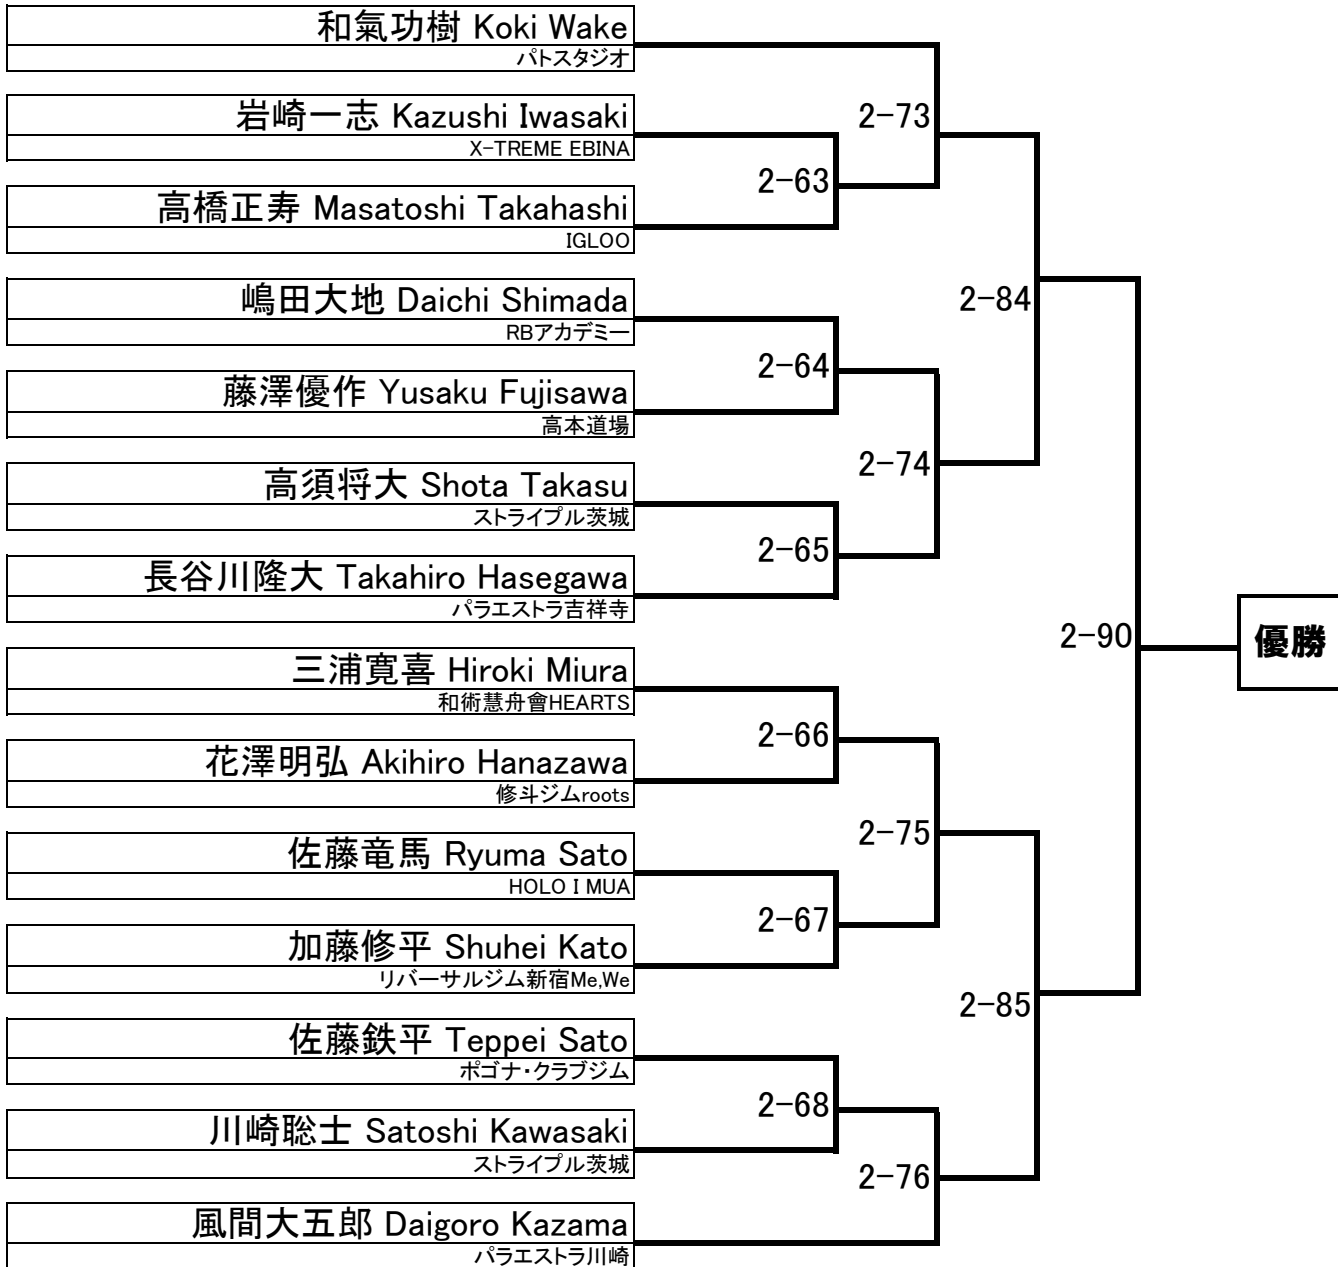 和氣功樹 Koki Wake
パトスタジオ
岩崎一志 Kazushi Iwasaki
X-TREME EBINA
2-73
2-63
高橋正寿 Masatoshi Takahashi
IGLOO
嶋田大地 Daichi Shimada
RBアカデミー
2-84
2-64
藤澤優作 Yusaku Fujisawa
高本道場
2-74
高須将大 Shota Takasu
ストライプル茨城
2-65
長谷川隆大 Takahiro Hasegawa
パラエストラ吉祥寺
2-90
優勝
三浦寛喜 Hiroki Miura
和術慧舟會HEARTS
2-66
花澤明弘 Akihiro Hanazawa
修斗ジムroots
2-75
佐藤竜馬 Ryuma Sato
HOLO I MUA
2-67
加藤修平 Shuhei Kato
リバーサルジム新宿Me,We
2-85
佐藤鉄平 Teppei Sato
ポゴナ・クラブジム
2-68
川崎聡士 Satoshi Kawasaki
ストライプル茨城
2-76
風間大五郎 Daigoro Kazama
パラエストラ川崎